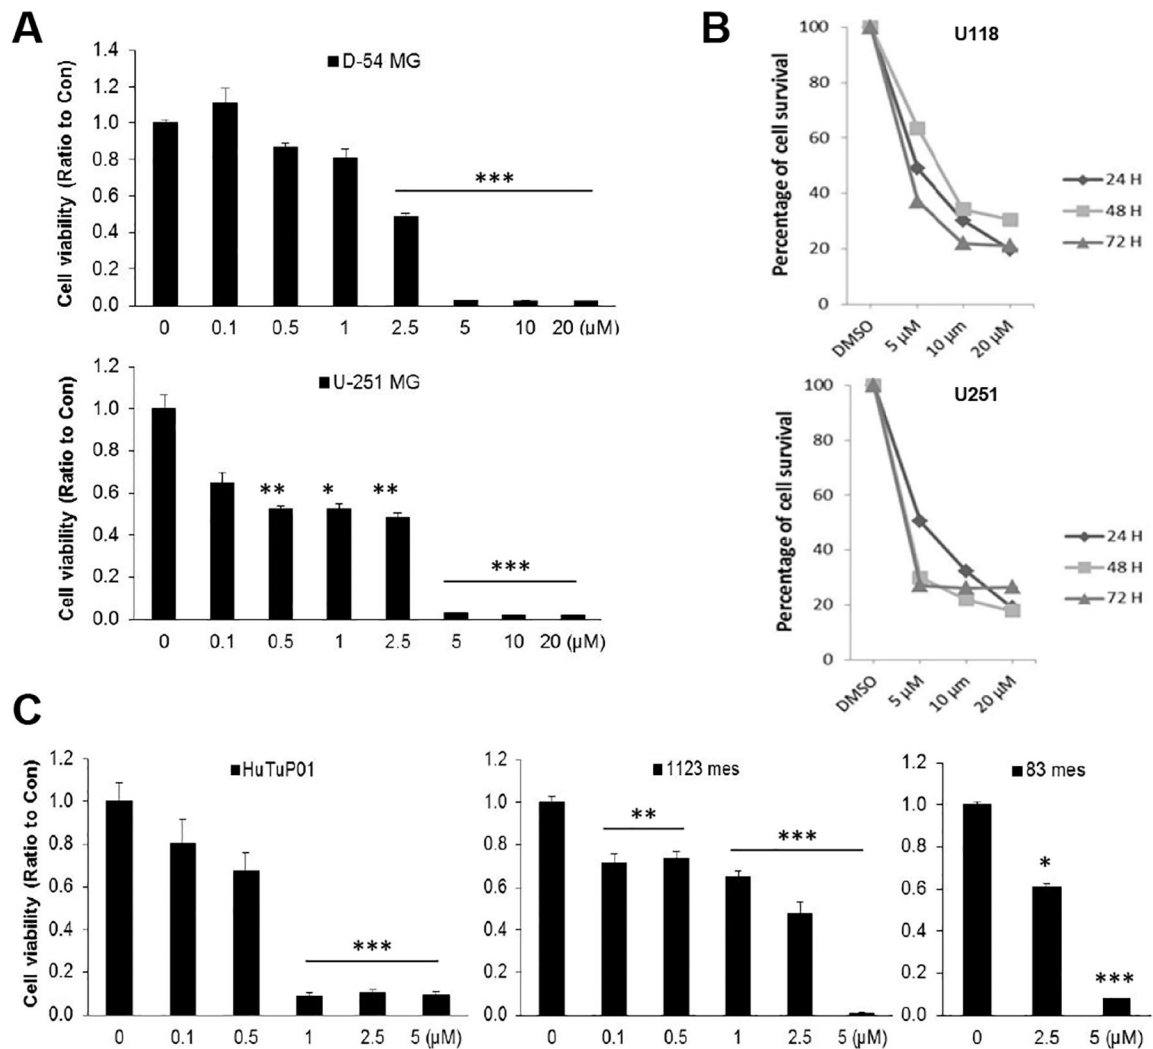 A
D-54 MG
Cell viability (Ratio to Con)
1.4
1.2
1.0
0.8
0.6
0.4
0.2
0.0
***
0 0.1 0.5 1 2.5 5 10 20 (µM)
U-251 MG
Cell viability (Ratio to Con)
1.2
1.0
0.8
0.6
0.4
0.2
0.0
** * **
***
0 0.1 0.5 1 2.5 5 10 20 (µM)
B
U118
Percentage of cell survival
100
80
60
40
20
0
24 H
48 H
72 H
DMSO 5 µM 10 µm 20 µM
U251
Percentage of cell survival
100
80
60
40
20
0
24 H
48 H
72 H
DMSO 5 µM 10 µm 20 µM
C
HuTuP01
Cell viability (Ratio to Con)
1.2
1.0
0.8
0.6
0.4
0.2
0.0
***
0 0.1 0.5 1 2.5 5 (µM)
1123 mes
1.2
1.0
0.8
0.6
0.4
0.2
0.0
**
***
0 0.1 0.5 1 2.5 5 (µM)
83 mes
1.2
1.0
0.8
0.6
0.4
0.2
0.0
*
***
0 2.5 5 (µM)